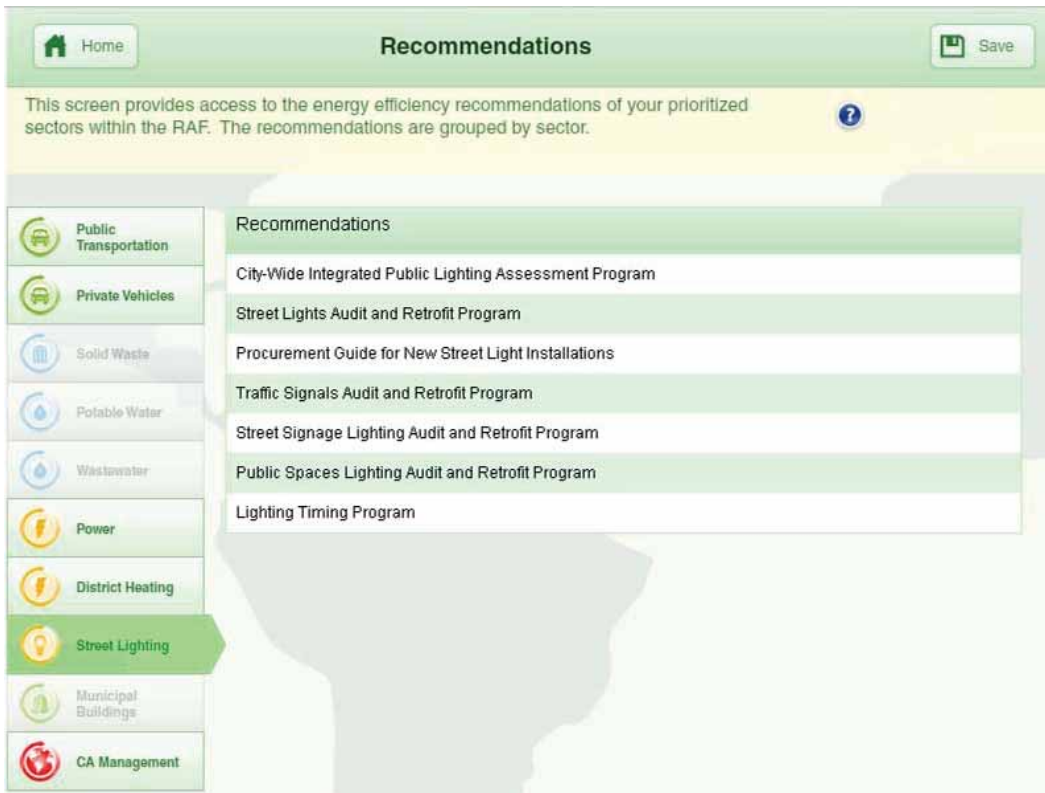 Home
Recommendations
Save
This screen provides access to the energy efficiency recommendations of your prioritized
sectors within the RAF. The recommendations are grouped by sector.
?
Public
Transportation
Private Vehicles
Solid Waste
Potable Water
Wastewater
Power
District Heating
Street Lighting
Municipal
Buildings
CA Management
Recommendations
City-Wide Integrated Public Lighting Assessment Program
Street Lights Audit and Retrofit Program
Procurement Guide for New Street Light Installations
Traffic Signals Audit and Retrofit Program
Street Signage Lighting Audit and Retrofit Program
Public Spaces Lighting Audit and Retrofit Program
Lighting Timing Program